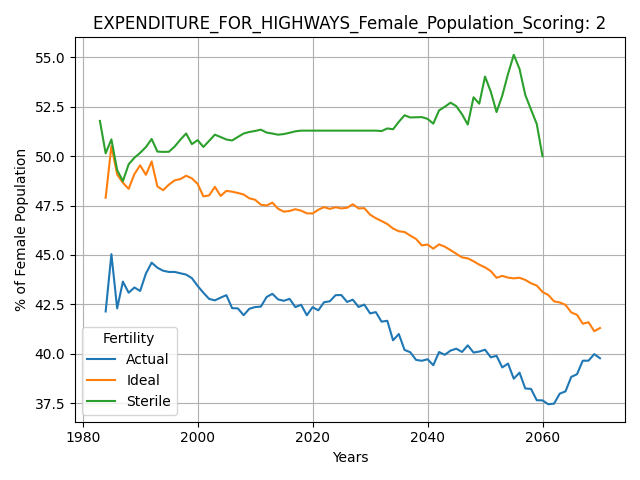 EXPENDITURE_FOR_HIGHWAYS_Female_Population_Scoring: 2
% of Female Population
55.0
52.5
50.0
47.5
45.0
42.5
40.0
37.5
Fertility
Actual
Ideal
Sterile
1980 2000 2020 2040 2060
Years